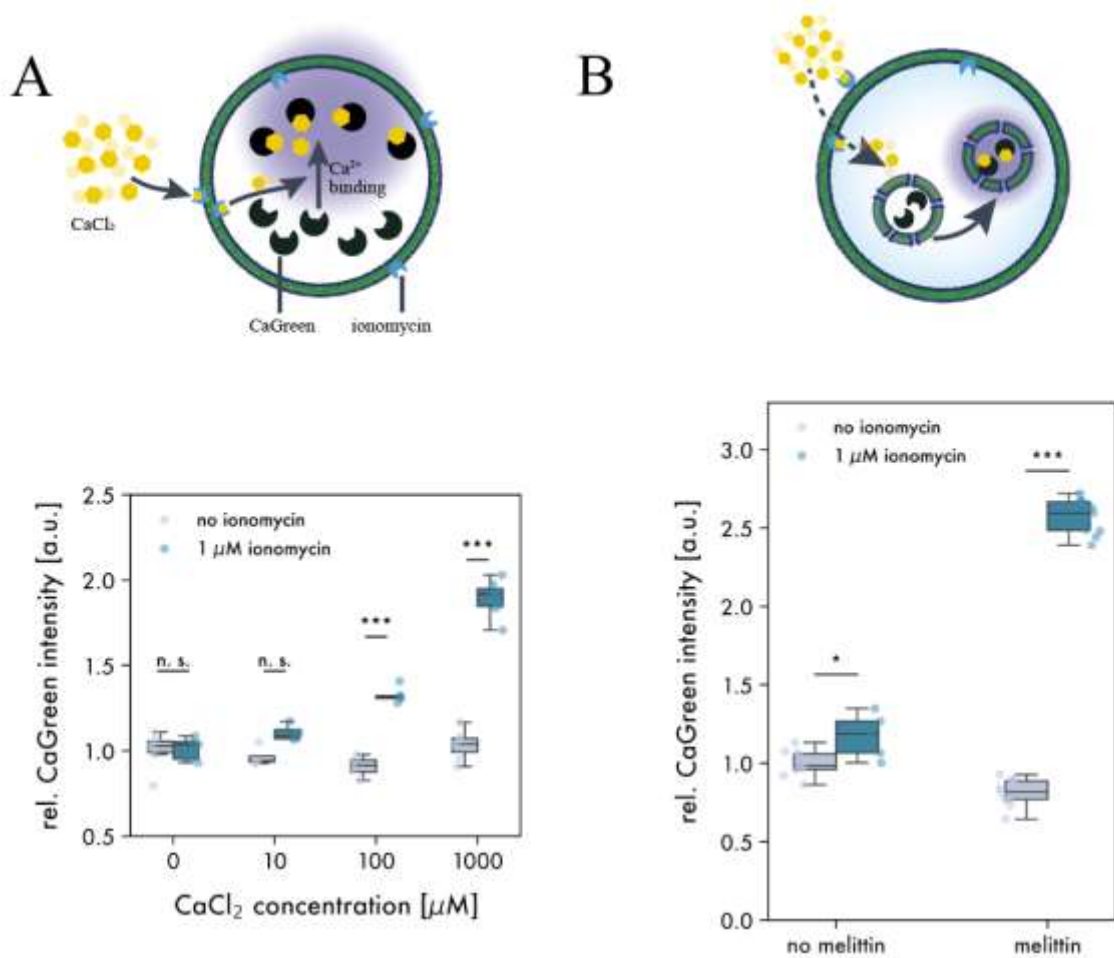 A
CaCl₂
Ca²⁺
binding
CaGreen
ionomycin
B
rel. CaGreen intensity [a.u.]
2.5
2.0
1.5
1.0
0.5
no ionomycin
1 μM ionomycin
n. s.
n. s.
***
***
0
10
100
1000
CaCl₂ concentration [μM]
rel. CaGreen intensity [a.u.]
3.0
2.5
2.0
1.5
1.0
0.5
0.0
no ionomycin
1 μM ionomycin
*
***
no melittin
melittin